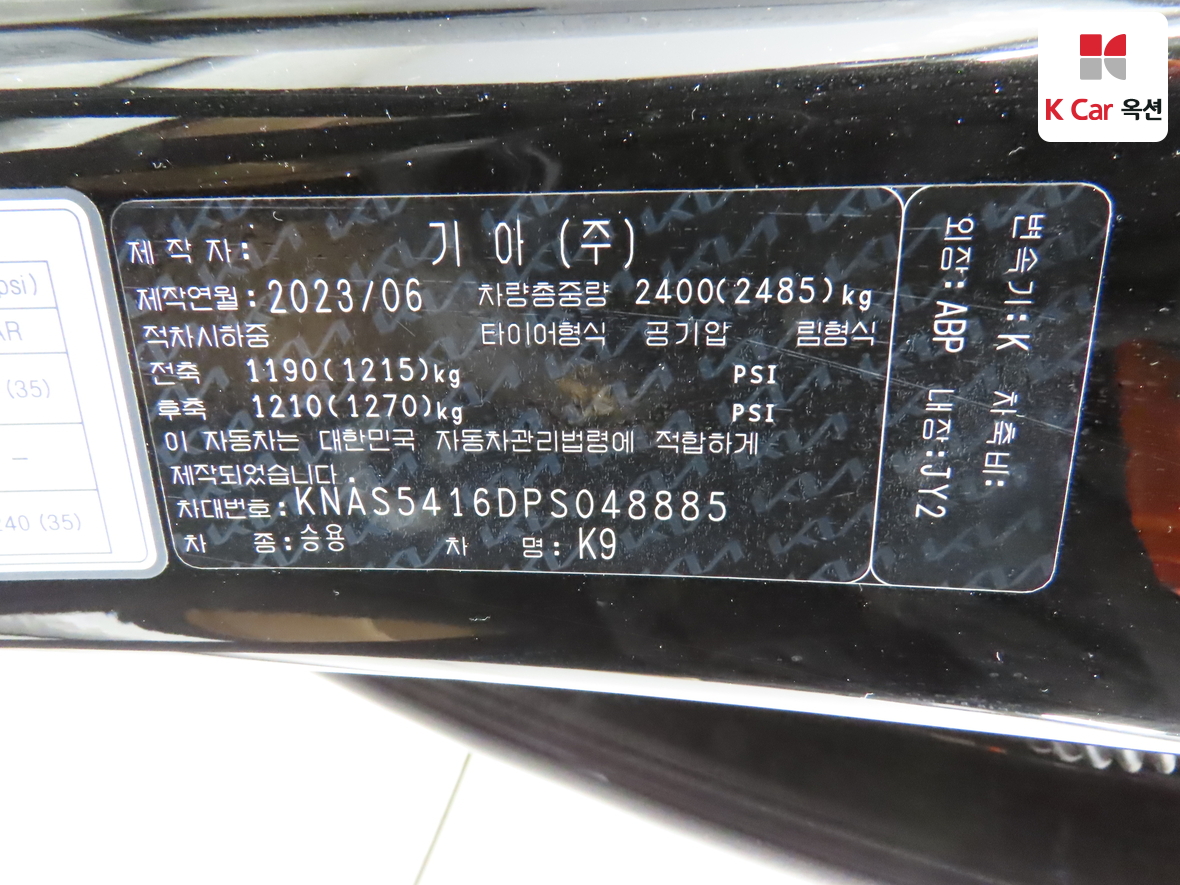 K Car 옥션
psi)
AR
(35)
–
240 (35)
제 작 자: 기 아 (주)
제작연월:2023/06 차량총중량 2400(2485)kg
적차시하중 타이어형식 공기압 림형식
전축 1190(1215)kg PSI
후축 1210(1270)kg PSI
이 자동차는 대한민국 자동차관리법령에 적합하게
제작되었습니다.
차대번호:KNAS5416DPS048885
차 종:승용 차 명:K9
변속기:K 차축비:
외장:ABP 내장:JY2